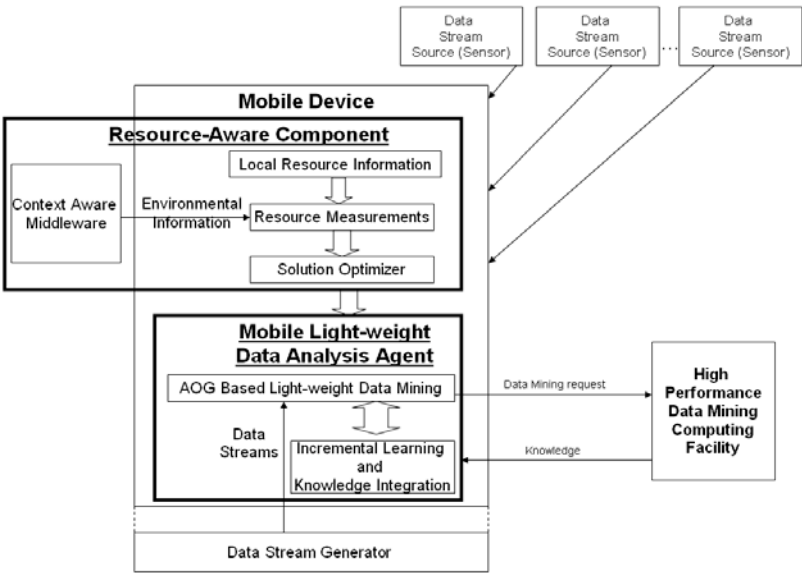 Data
Stream
Source (Sensor)
Data
Stream
Source (Sensor)
...
Data
Stream
Source (Sensor)
Mobile Device
Resource-Aware Component
Local Resource Information
Context Aware
Middleware
Environmental
Information
Resource Measurements
Solution Optimizer
Mobile Light-weight
Data Analysis Agent
AOG Based Light-weight Data Mining
Data Mining request
High
Performance
Data Mining
Computing
Facility
Data
Streams
Incremental Learning
and
Knowledge Integration
Knowledge
Data Stream Generator